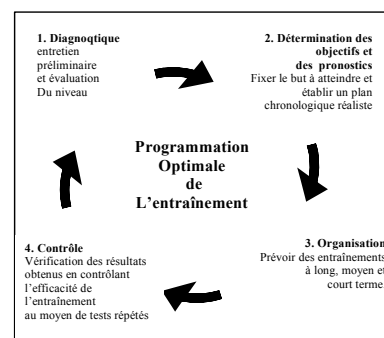 1. Diagnoqtique
entretien
préliminaire
et évaluation
Du niveau
2. Détermination des
objectifs et
des pronostics
Fixer le but à atteindre et
établir un plan
chronologique réaliste
Programmation
Optimale
de
L'entraînement
3. Organisation
Prévoir des entraînements
à long, moyen et
court terme
4. Contrôle
Vérification des résultats
obtenus en contrôlant
l'efficacité de
l'entraînement
au moyen de tests répétés